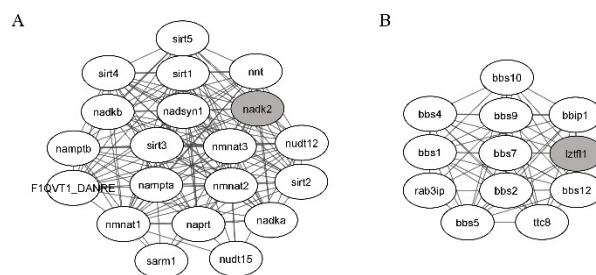 A
B
sirt5
sirt4
sirt1
nnt
nadkb
nadsyn1
nadk2
namptb
sirt3
nmnat3
nudt12
F1QVT1_DANRE
nampta
nmnat2
sirt2
nmnat1
naprt
nadka
sarm1
nudt15
bbs10
bbs4
bbs9
bbip1
bbs1
bbs7
lztfl1
rab3ip
bbs2
bbs12
bbs5
ttc8